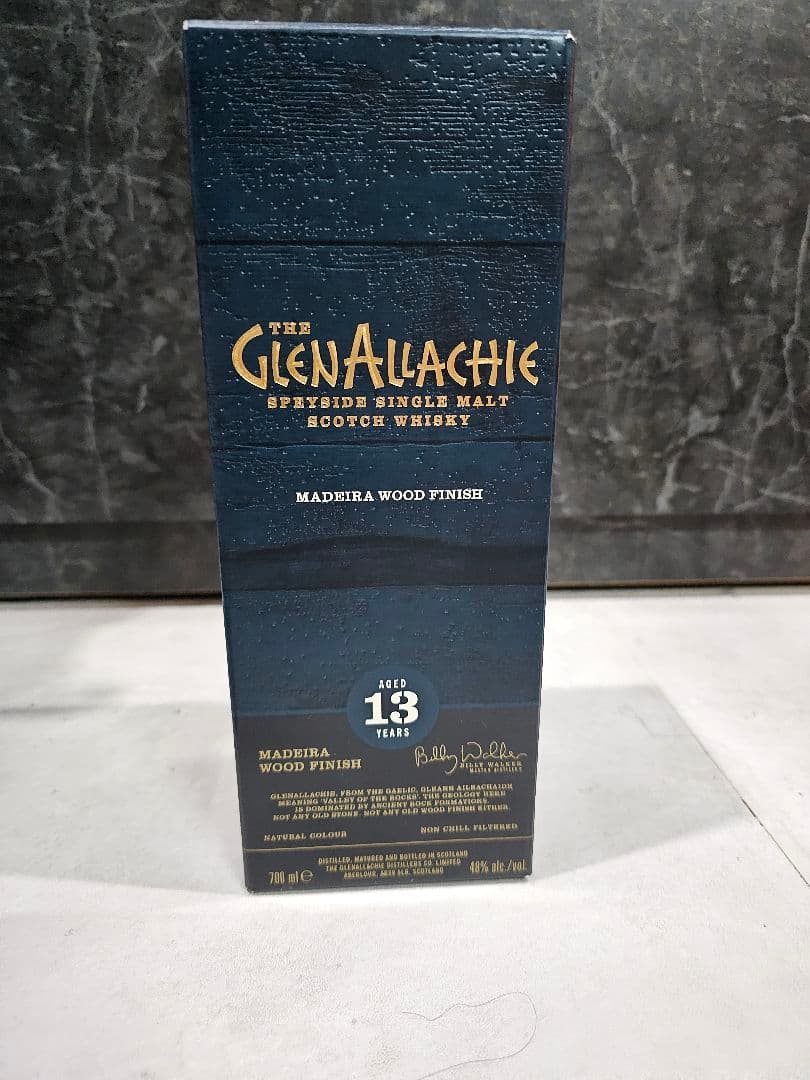 THE
GLENALLACHIE
SPEYSIDE SINGLE MALT
SCOTCH WHISKY
MADEIRA WOOD FINISH
AGED
13
YEARS
MADEIRA
WOOD FINISH
Billy Walker
BILLY WALKER
MASTER DISTILLER
GLENALLACHIE, FROM THE GAELIC, GLEANN AILEACHAIDH
MEANING 'VALLEY OF THE ROCKS'. THE GEOLOGY HERE
IS DOMINATED BY ANCIENT ROCK FORMATIONS.
NOT ANY OLD STONE. NOT ANY OLD WOOD FINISH EITHER.
NATURAL COLOUR
NON CHILL FILTERED
700 ml e
DISTILLED, MATURED AND BOTTLED IN SCOTLAND
THE GLENALLACHIE DISTILLERS CO. LIMITED
ABERLOUR, AB38 9LR, SCOTLAND
48% alc./vol.